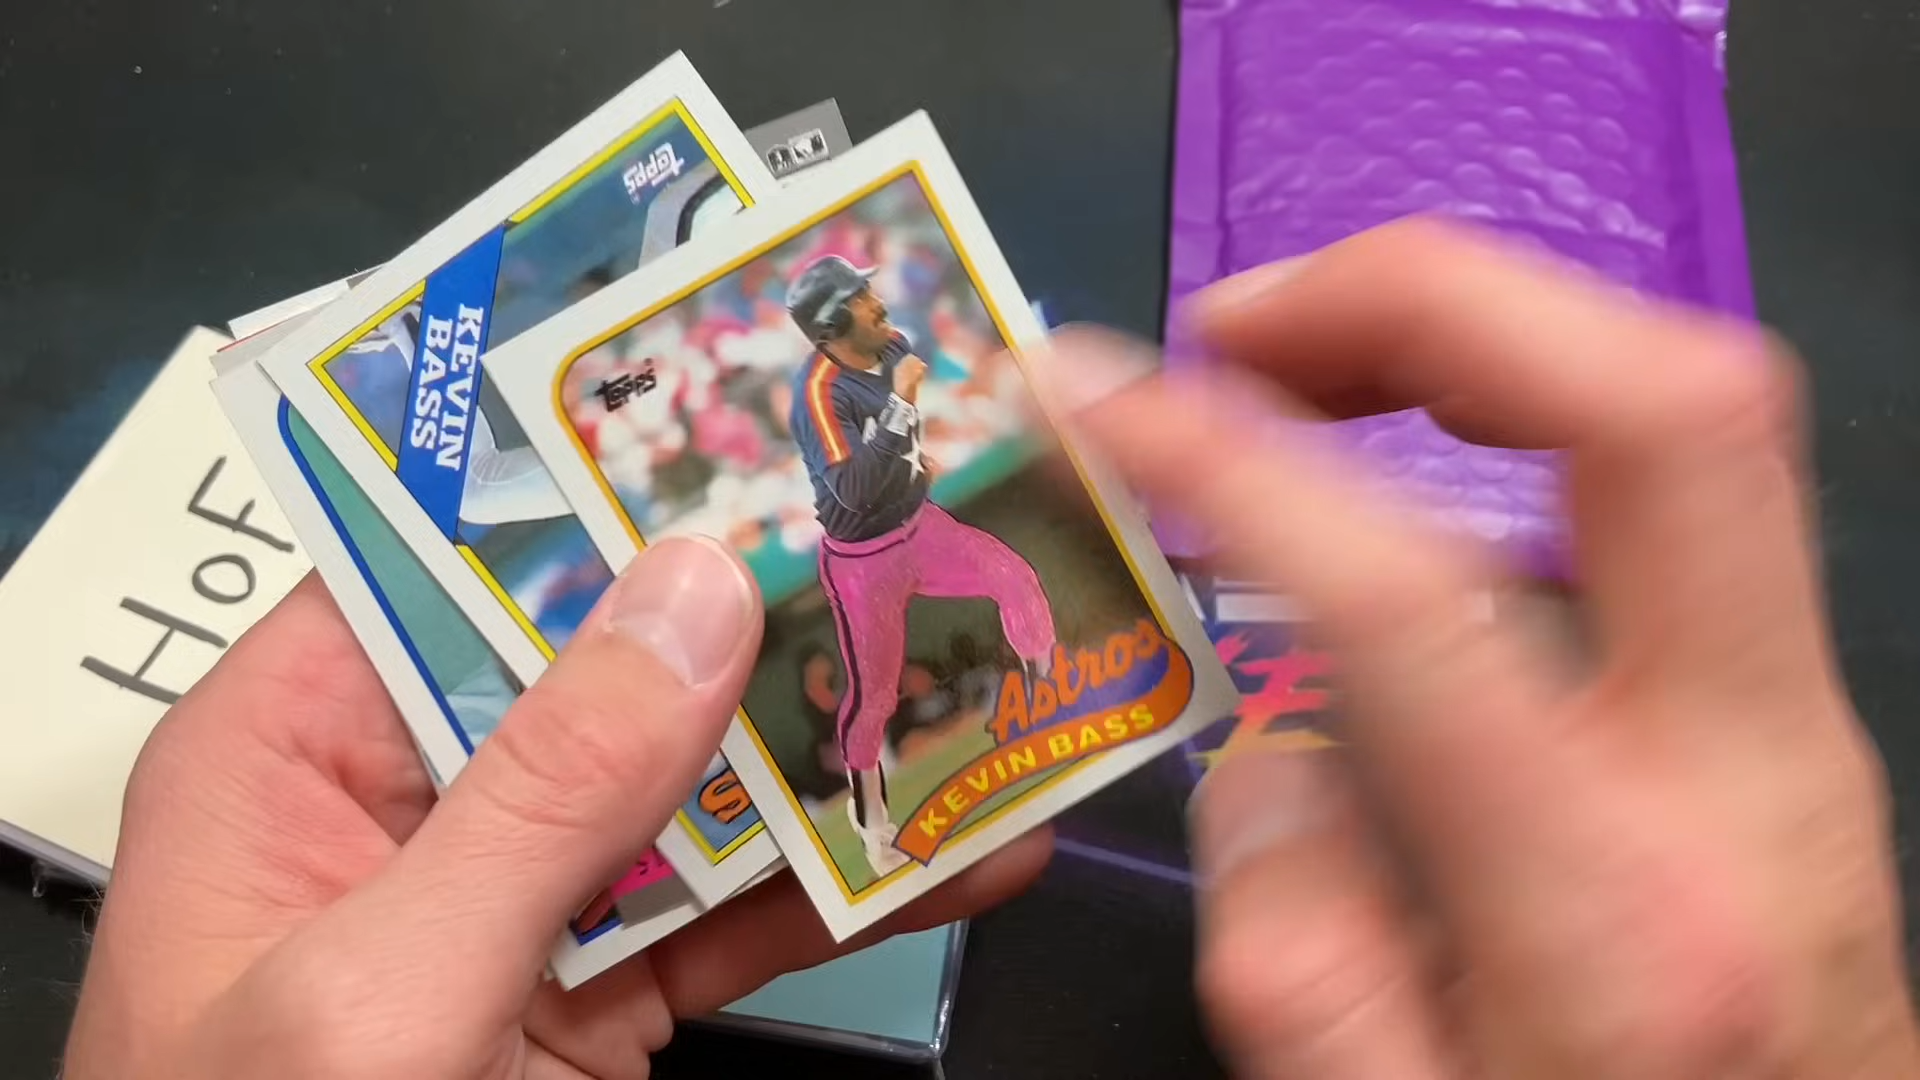 topps
KEVIN
BASS
topps
HOF
Astros
KEVIN BASS
S